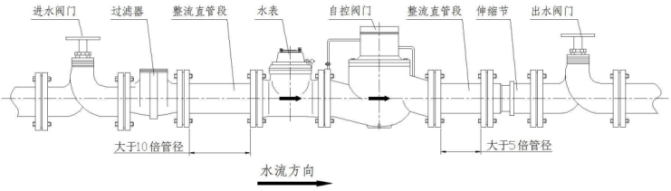 进水阀门 过滤器 整流直管段 水表 自控阀门 整流直管段 伸缩节 出水阀门
大于10倍管径 大于5倍管径
水流方向